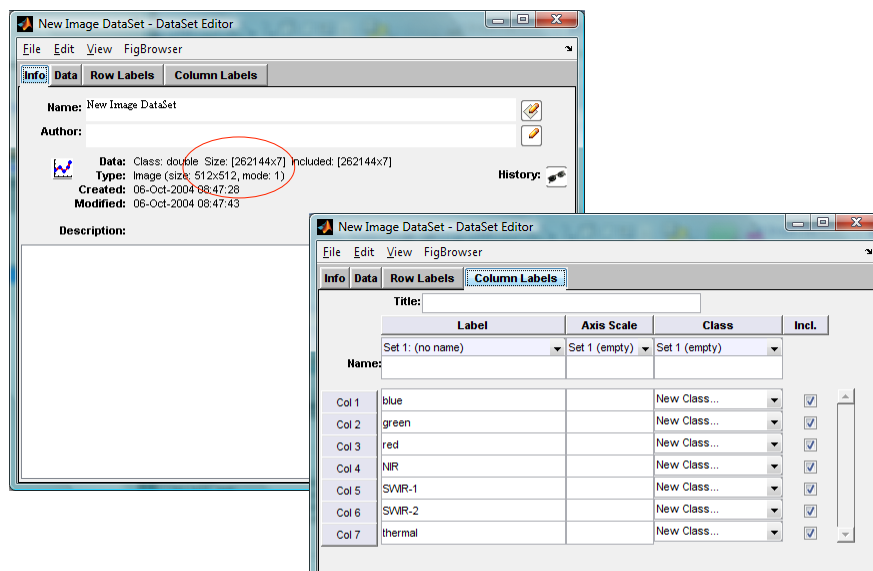 New Image DataSet - DataSet Editor
File Edit View FigBrowser
Info Data Row Labels Column Labels
Name: New Image DataSet
Author:
Data: Class: double Size: [262144x7] Included: [262144x7]
Type: Image (size: 512x512, mode: 1)
History:
Created: 06-Oct-2004 08:47:28
Modified: 06-Oct-2004 08:47:43
Description:
New Image DataSet - DataSet Editor
File Edit View FigBrowser
Info Data Row Labels Column Labels
Title:
Label Axis Scale Class Incl.
Set 1: (no name) Set 1 (empty) Set 1 (empty)
Name:
Col 1 blue New Class...
Col 2 green New Class...
Col 3 red New Class...
Col 4 NIR New Class...
Col 5 SWIR-1 New Class...
Col 6 SWIR-2 New Class...
Col 7 thermal New Class...